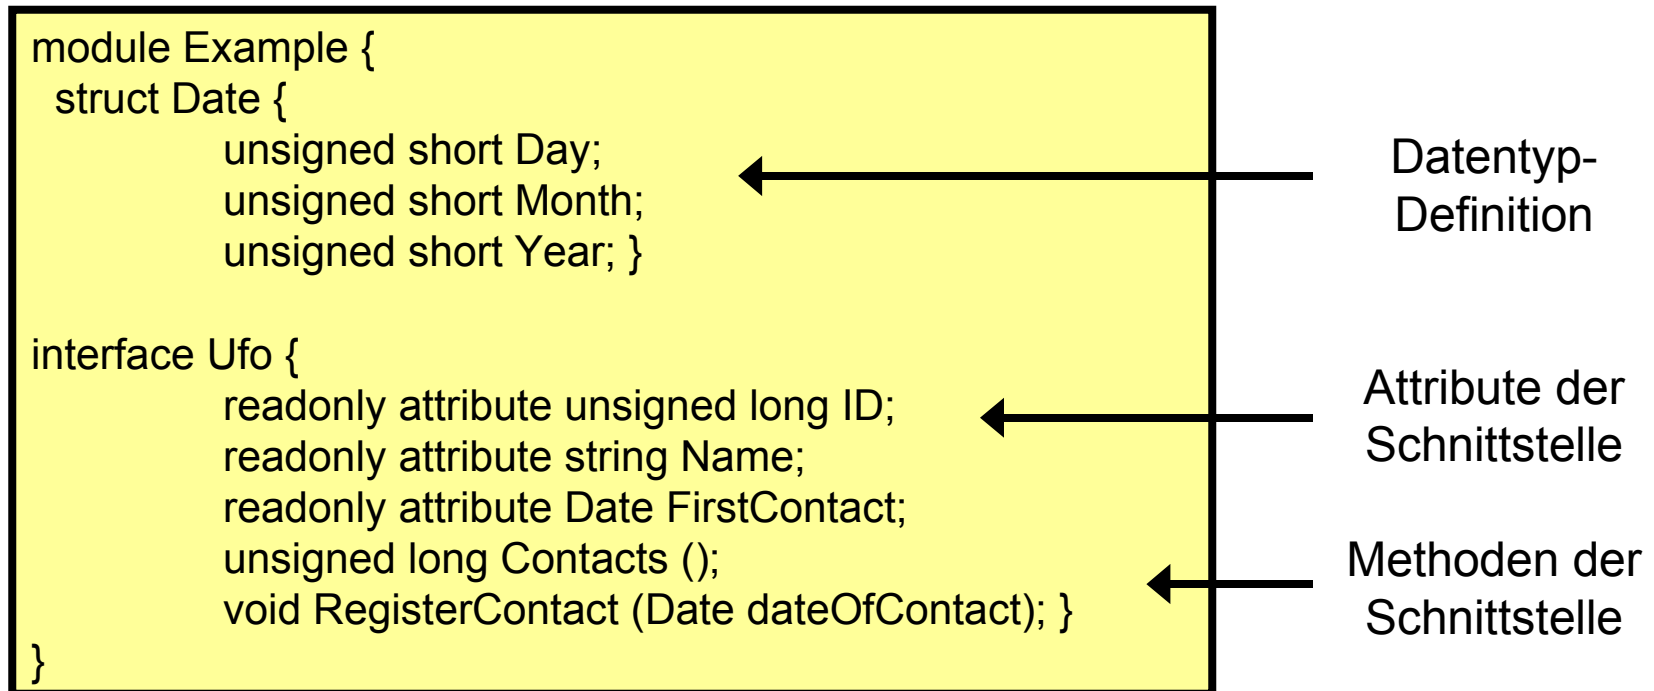 module Example {
struct Date {
unsigned short Day;
unsigned short Month;
unsigned short Year; }
interface Ufo {
readonly attribute unsigned long ID;
readonly attribute string Name;
readonly attribute Date FirstContact;
unsigned long Contacts ();
void RegisterContact (Date dateOfContact); }
}
Datentyp-
Definition
Attribute der
Schnittstelle
Methoden der
Schnittstelle